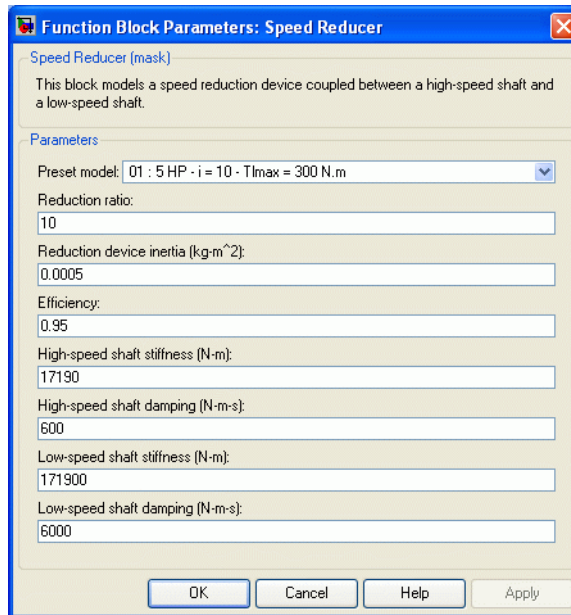 Function Block Parameters: Speed Reducer
Speed Reducer (mask)
This block models a speed reduction device coupled between a high-speed shaft and
a low-speed shaft.
Parameters
Preset model: 01 : 5 HP - i = 10 - Tlmax = 300 N.m
Reduction ratio:
10
Reduction device inertia (kg-m^2):
0.0005
Efficiency:
0.95
High-speed shaft stiffness (N-m):
17190
High-speed shaft damping (N-m-s):
600
Low-speed shaft stiffness (N-m):
171900
Low-speed shaft damping (N-m-s):
6000
OK Cancel Help Apply